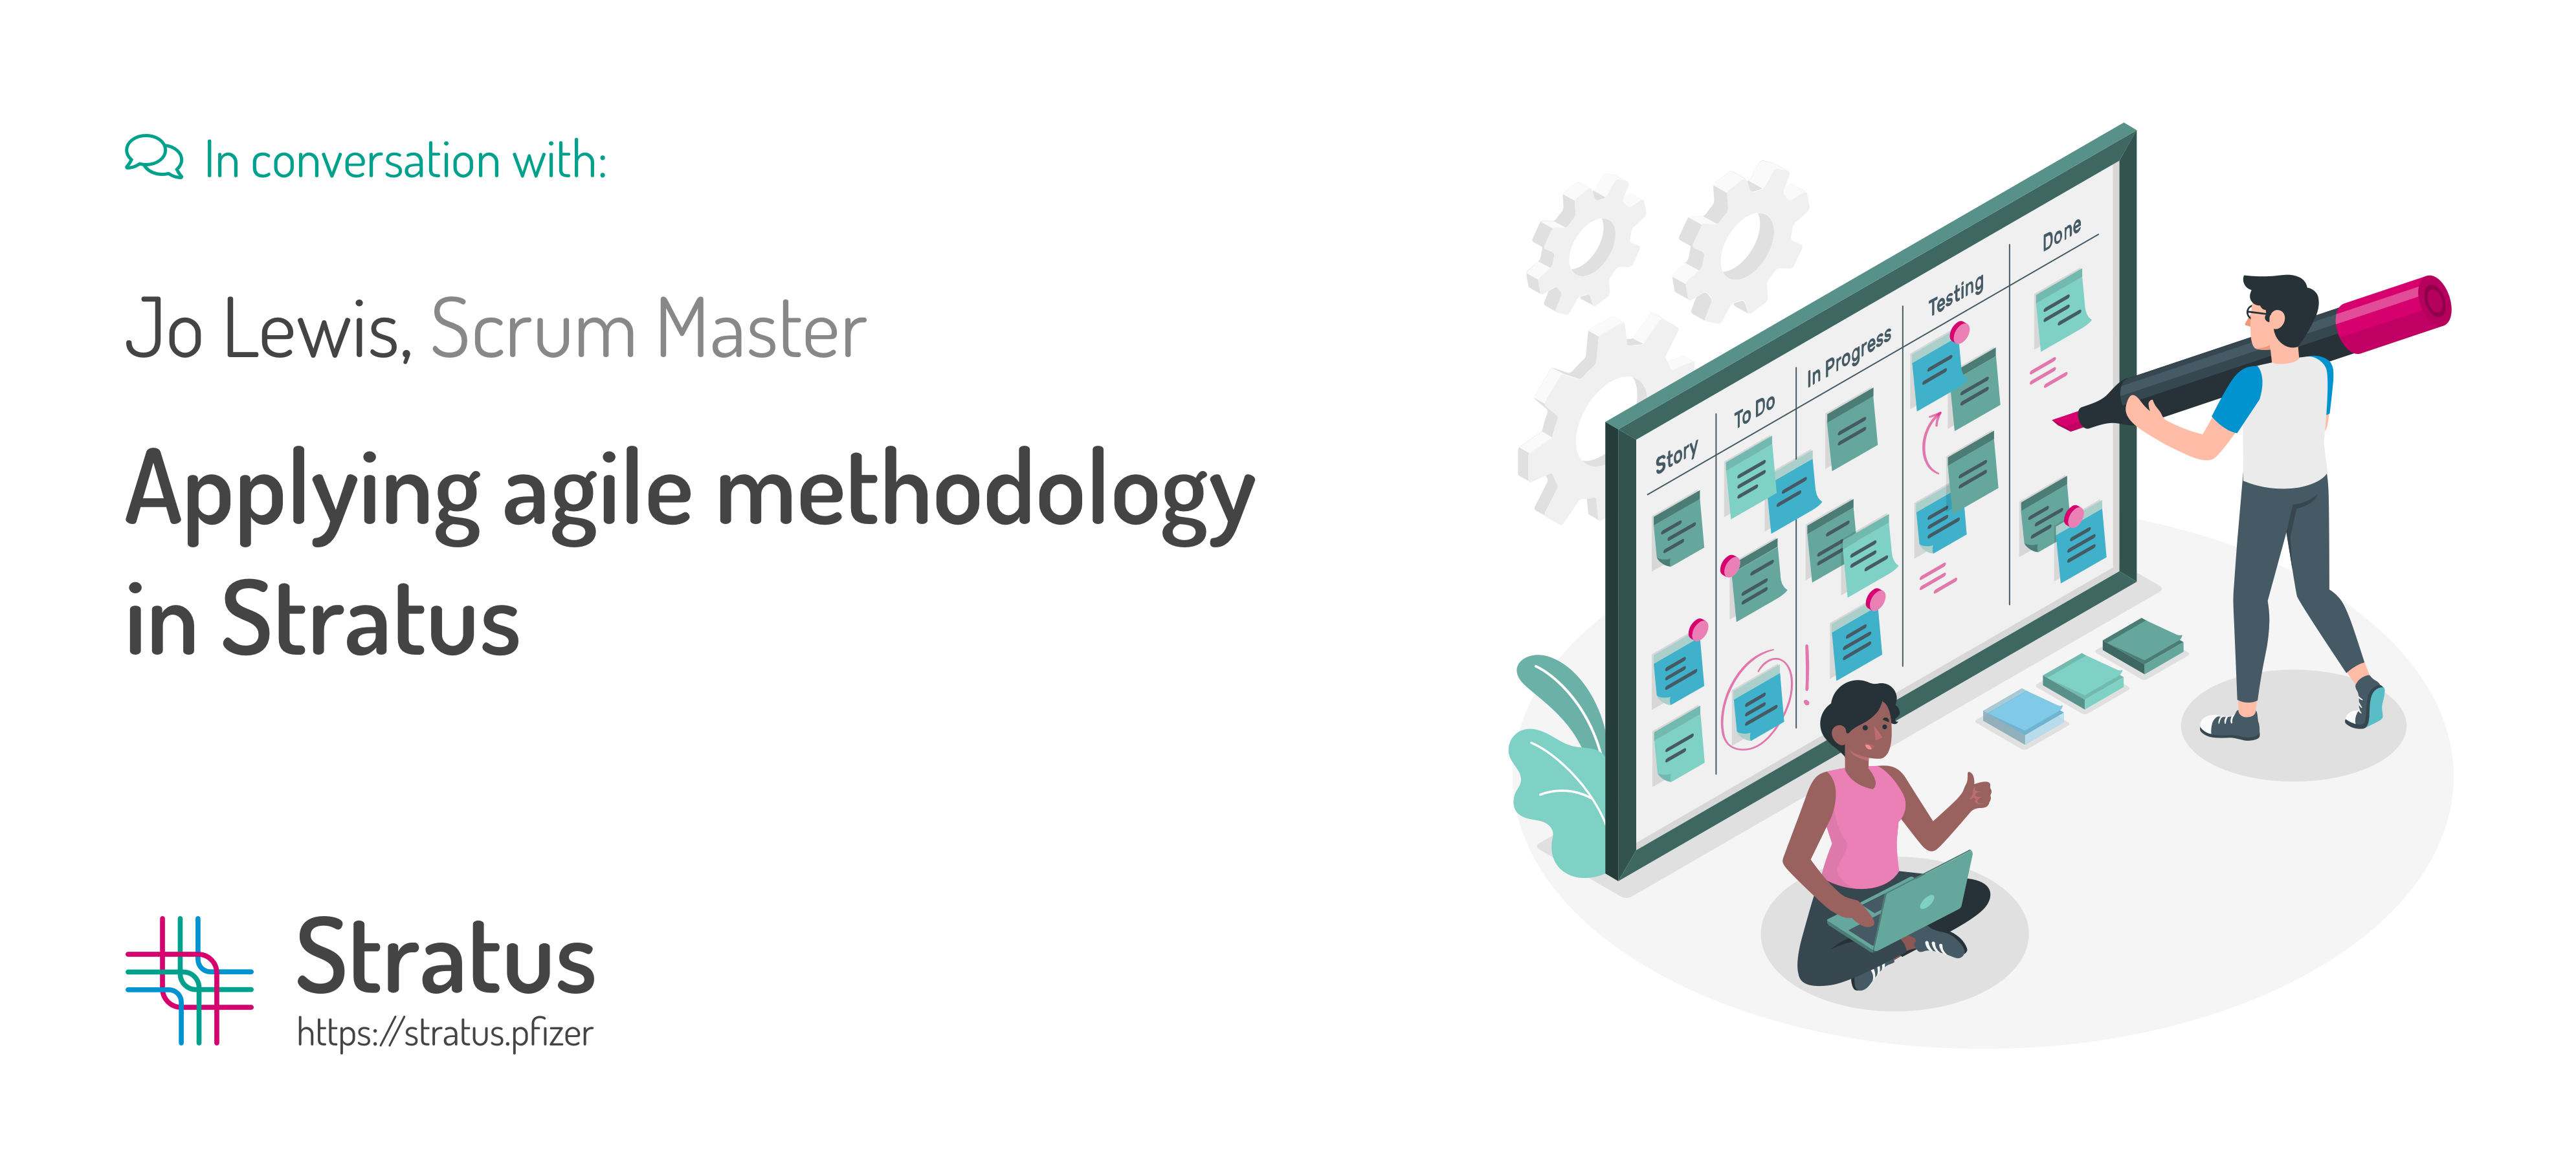 In conversation with:
Jo Lewis, Scrum Master
Applying agile methodology
in Stratus
Stratus
https://stratus.pfizer
Story
To Do
In Progress
Testing
Done
!